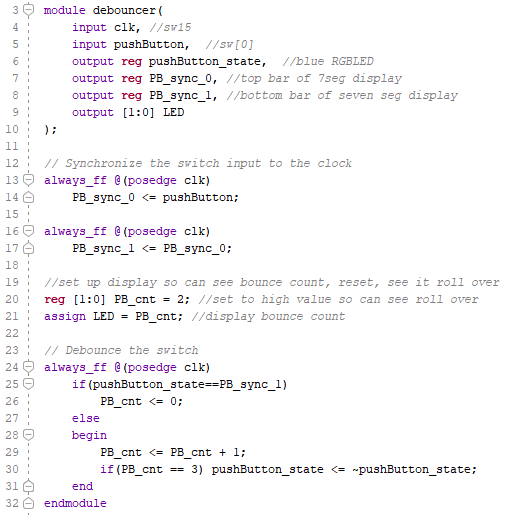 3 module debouncer(
4     input clk, //sw15
5     input pushButton,  //sw[0]
6     output reg pushButton_state,  //blue RGBLED
7     output reg PB_sync_0, //top bar of 7seg display
8     output reg PB_sync_1, //bottom bar of seven seg display
9     output [1:0] LED
10 );
11
12 // Synchronize the switch input to the clock
13 always_ff @(posedge clk)
14     PB_sync_0 <= pushButton;
15
16 always_ff @(posedge clk)
17     PB_sync_1 <= PB_sync_0;
18
19 //set up display so can see bounce count, reset, see it roll over
20 reg [1:0] PB_cnt = 2; //set to high value so can see roll over
21 assign LED = PB_cnt; //display bounce count
22
23 // Debounce the switch
24 always_ff @(posedge clk)
25     if(pushButton_state==PB_sync_1)
26         PB_cnt <= 0;
27     else
28     begin
29         PB_cnt <= PB_cnt + 1;
30         if(PB_cnt == 3) pushButton_state <= ~pushButton_state;
31     end
32 endmodule